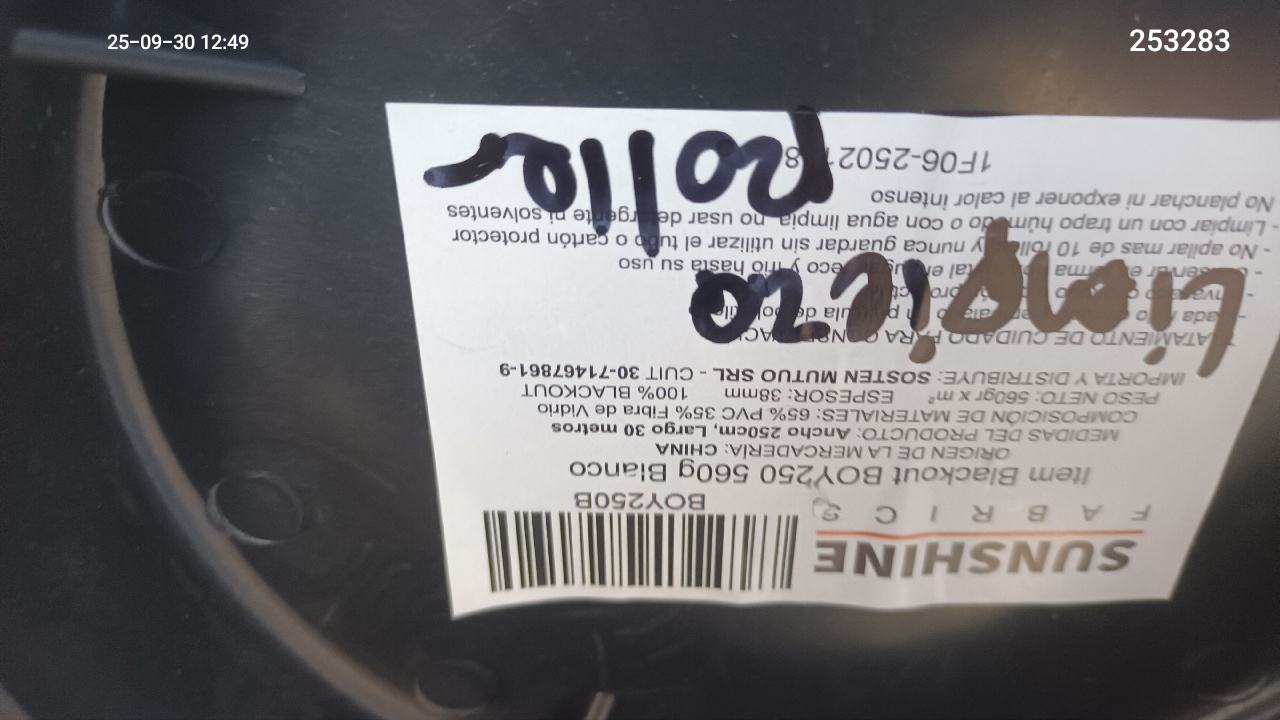 25-09-30 12:49
253283
SUNSHINE
FABRICS
BOY250B
Item Blackout BOY250 560g Blanco
ORIGEN DE LA MERCADERÍA: CHINA
MEDIDAS DEL PRODUCTO: Ancho 250cm, Largo 30 metros
COMPOSICIÓN DE MATERIALES: 65% PVC 35% Fibra de Vidrio
PESO NETO: 560gr x m² ESPESOR: 38mm 100% BLACKOUT
IMPORTA Y DISTRIBUYE: SOSTEN MUTUO SRL - CUIT 30-71467861-9
TRATAMIENTO DE CUIDADO PARA
- No apilar mas de 10 y nunca guardar sin utilizar el tubo o cartón protector
- Limpiar con un trapo húmedo o con agua limpia, no usar detergente ni solventes
No planchar ni exponer al calor intenso
1F06-2502
Limpieza
Roller